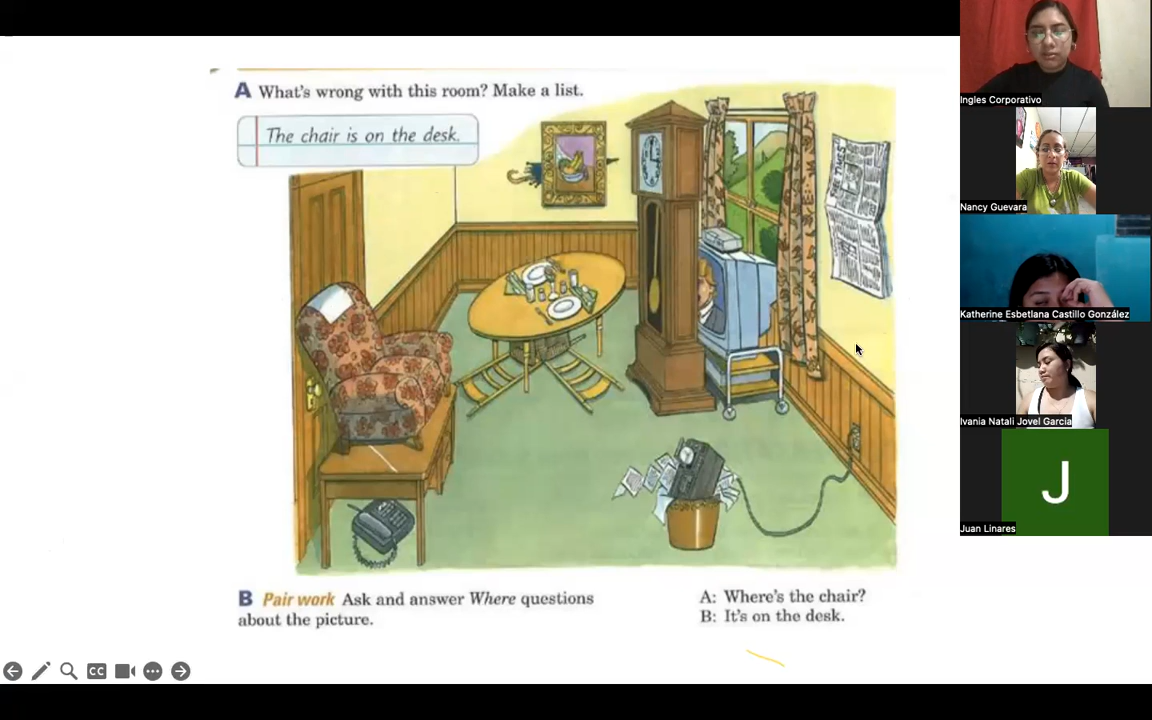 A What's wrong with this room? Make a list.
The chair is on the desk.
B Pair work Ask and answer Where questions
about the picture.
A: Where's the chair?
B: It's on the desk.
CC
Ingles Corporativo
Nancy Guevara
Katherine Esbetlana Castillo González
Ivania Natali Jovel Garcia
J
Juan Linares